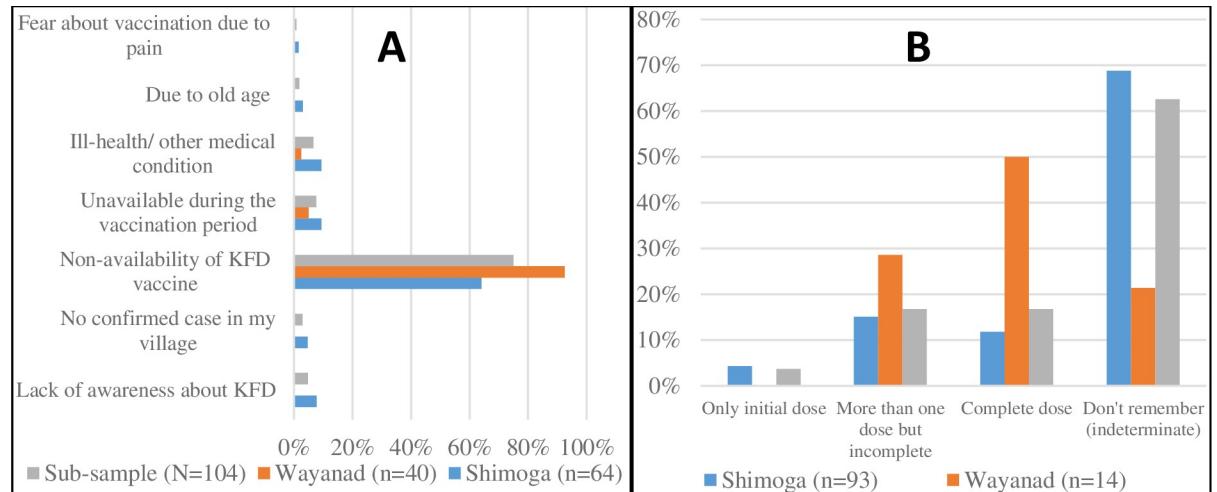 A
Fear about vaccination due to
pain
Due to old age
Ill-health/ other medical
condition
Unavailable during the
vaccination period
Non-availability of KFD
vaccine
No confirmed case in my
village
Lack of awareness about KFD
0% 20% 40% 60% 80% 100%
Sub-sample (N=104) Wayanad (n=40) Shimoga (n=64)
B
80%
70%
60%
50%
40%
30%
20%
10%
0%
Only initial dose
More than one
dose but
incomplete
Complete dose
Don't remember
(indeterminate)
Shimoga (n=93) Wayanad (n=14)